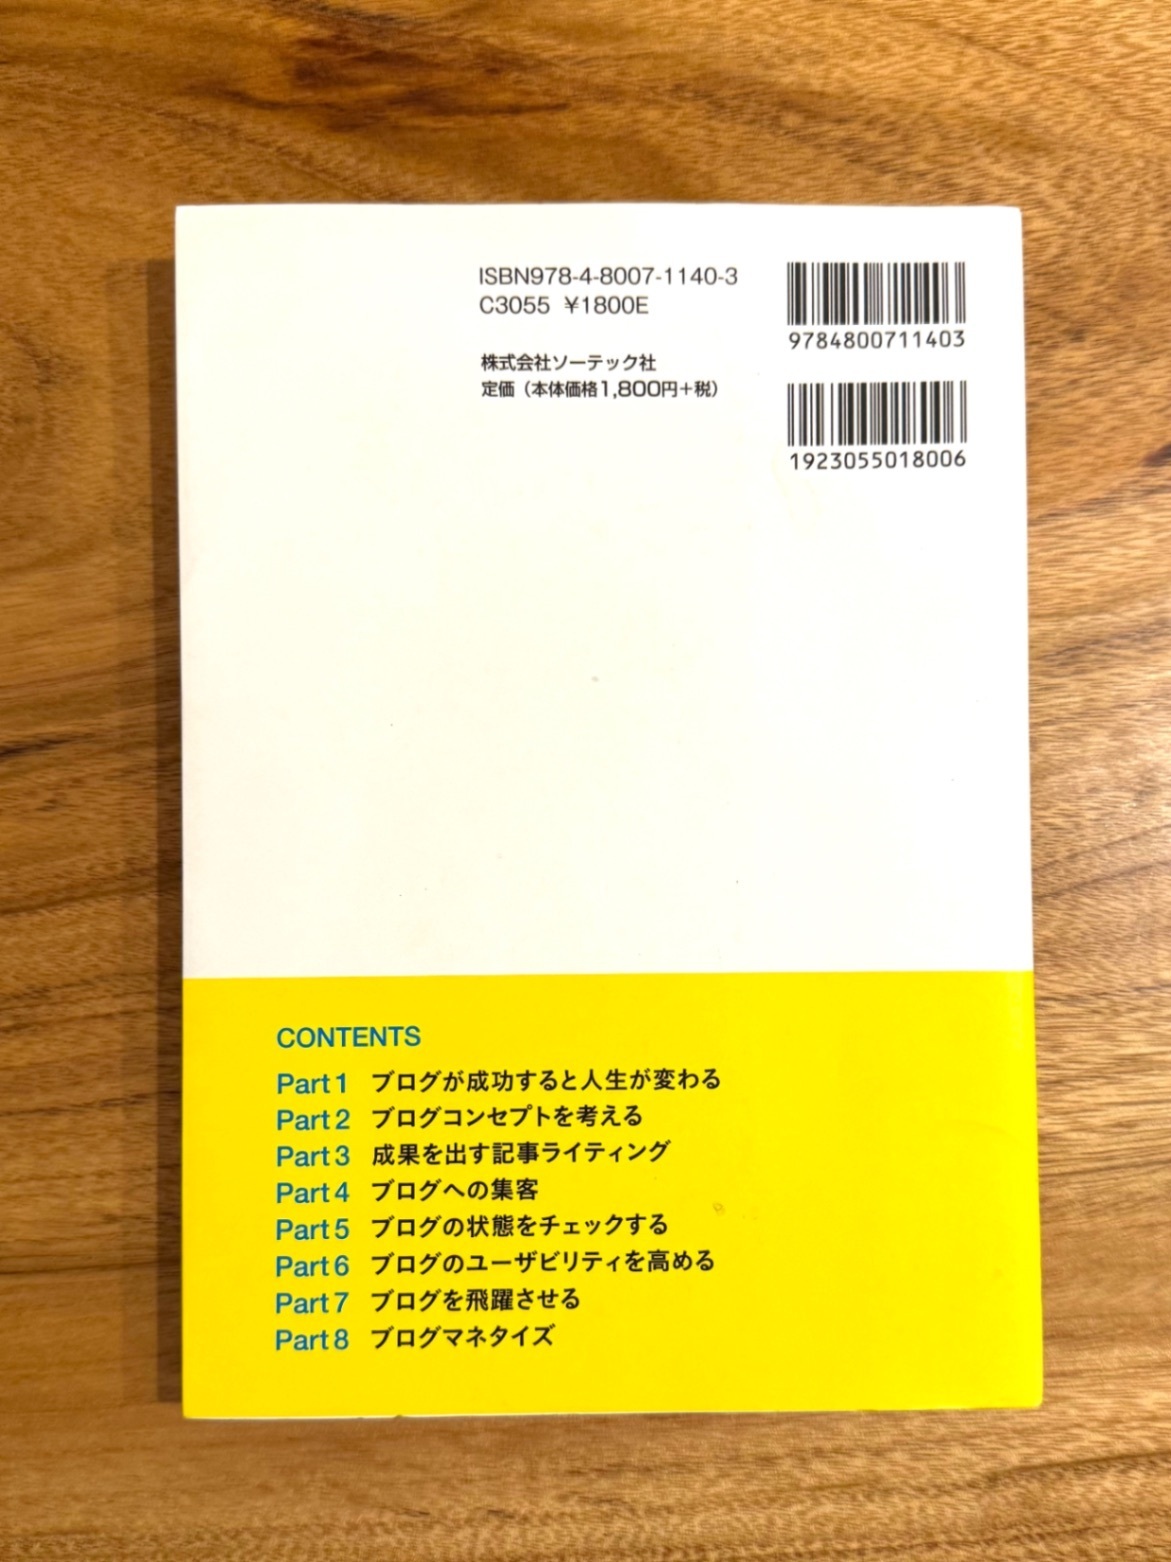 ISBN978-4-8007-1140-3
C3055 ¥1800E
株式会社ソーテック社
定価（本体価格1,800円＋税）
9784800711403
1923055018006
CONTENTS
Part 1 ブログが成功すると人生が変わる
Part 2 ブログコンセプトを考える
Part 3 成果を出す記事ライティング
Part 4 ブログへの集客
Part 5 ブログの状態をチェックする
Part 6 ブログのユーザビリティを高める
Part 7 ブログを飛躍させる
Part 8 ブログマネタイズ